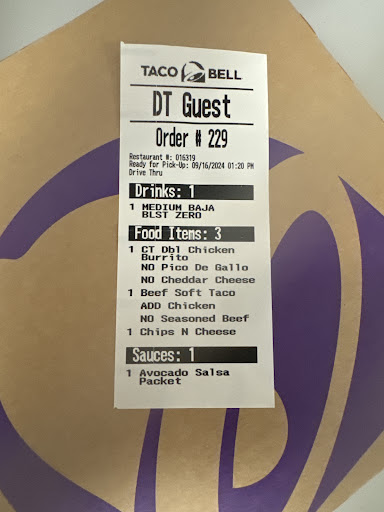 TACO BELL
DT Guest
Order # 229
Restaurant #: 016319
Ready for Pick-Up: 09/16/2024 01:20 PM
Drive Thru
Drinks: 1
1 MEDIUM BAJA
BLST ZERO
Food Items: 3
1 CT Dbl Chicken
Burrito
NO Pico De Gallo
NO Cheddar Cheese
1 Beef Soft Taco
ADD Chicken
NO Seasoned Beef
1 Chips N Cheese
Sauces: 1
1 Avocado Salsa
Packet